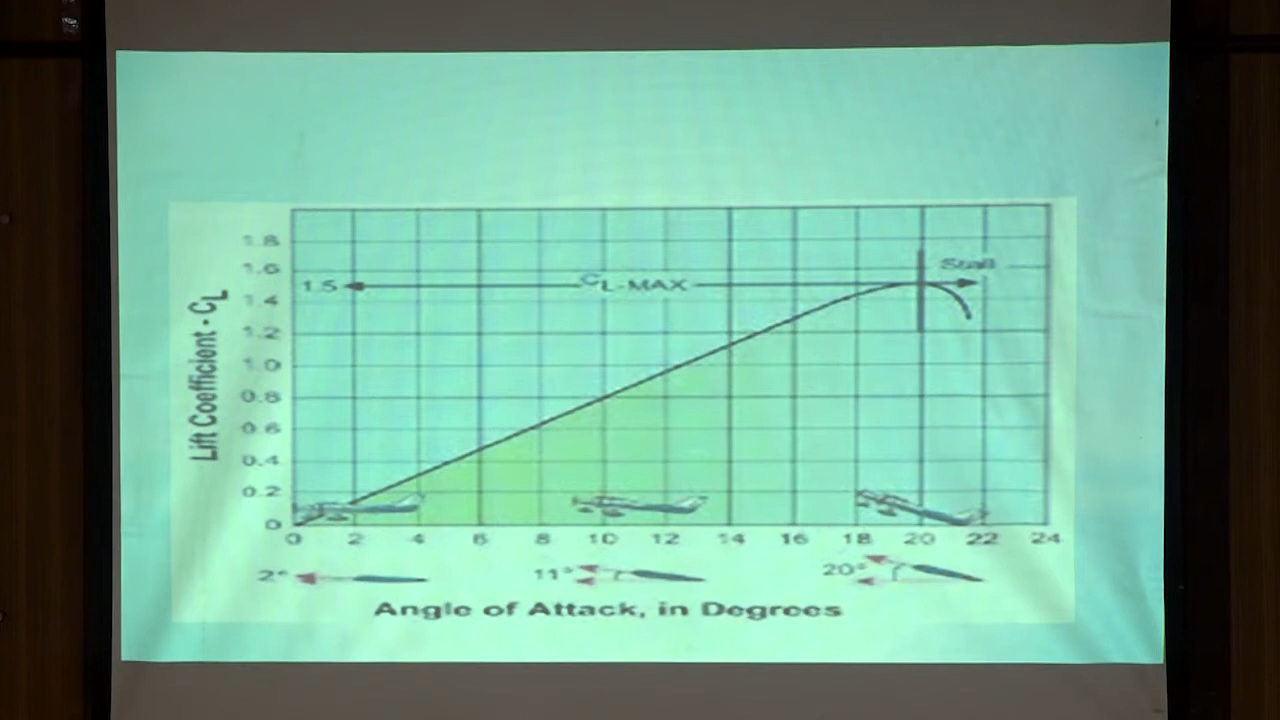 1.8
1.6
1.5 CL-MAX Stall
1.4
1.2
1.0
0.8
0.6
0.4
0.2
0
Lift Coefficient - CL
0 2 4 6 8 10 12 14 16 18 20 22 24
2° 11° 20°
Angle of Attack, in Degrees